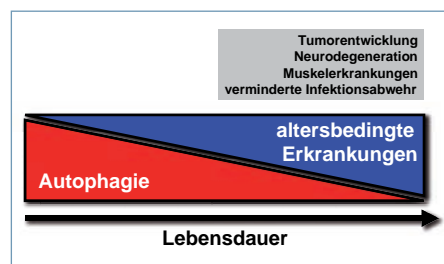 Tumorentwicklung
Neurodegeneration
Muskelerkrankungen
verminderte Infektionsabwehr
altersbedingte
Erkrankungen
Autophagie
Lebensdauer